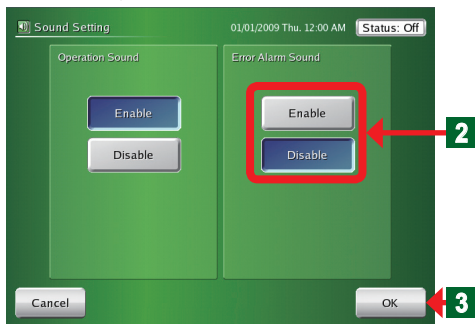 Sound Setting
01/01/2009 Thu. 12:00 AM
Status: Off
Operation Sound
Error Alarm Sound
Enable
Disable
Enable
Disable
2
Cancel
OK
3